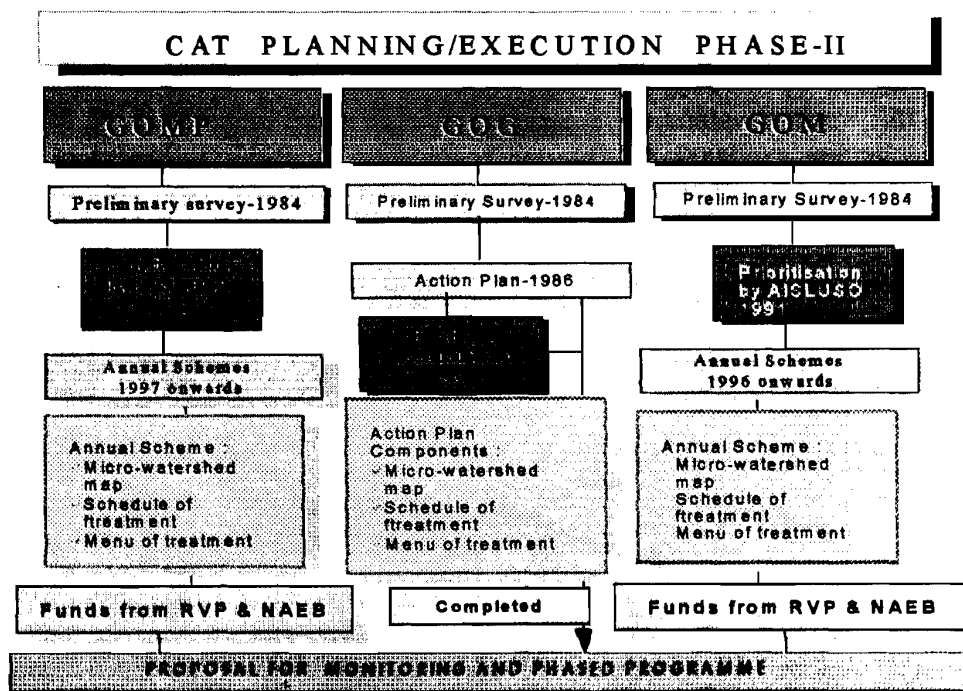 CAT PLANNING/EXECUTION PHASE-II
GOMP
GOG
GOM
Preliminary survey-1984
Preliminary Survey-1984
Preliminary Survey-1984
Action Plan-1986
Prioritisation
by AISLUSO
1991
Annual Schemes
1997 onwards
Annual Schemes
1996 onwards
Annual Scheme :
Micro-watershed
map
Schedule of
ftreatment
Menu of treatment
Action Plan
Components :
Micro-watershed
map
Schedule of
ftreatment
Menu of treatment
Annual Scheme :
Micro-watershed
map
Schedule of
ftreatment
Menu of treatment
Funds from RVP & NAEB
Completed
Funds from RVP & NAEB
PROPOSAL FOR MONITORING AND PHASED PROGRAMME